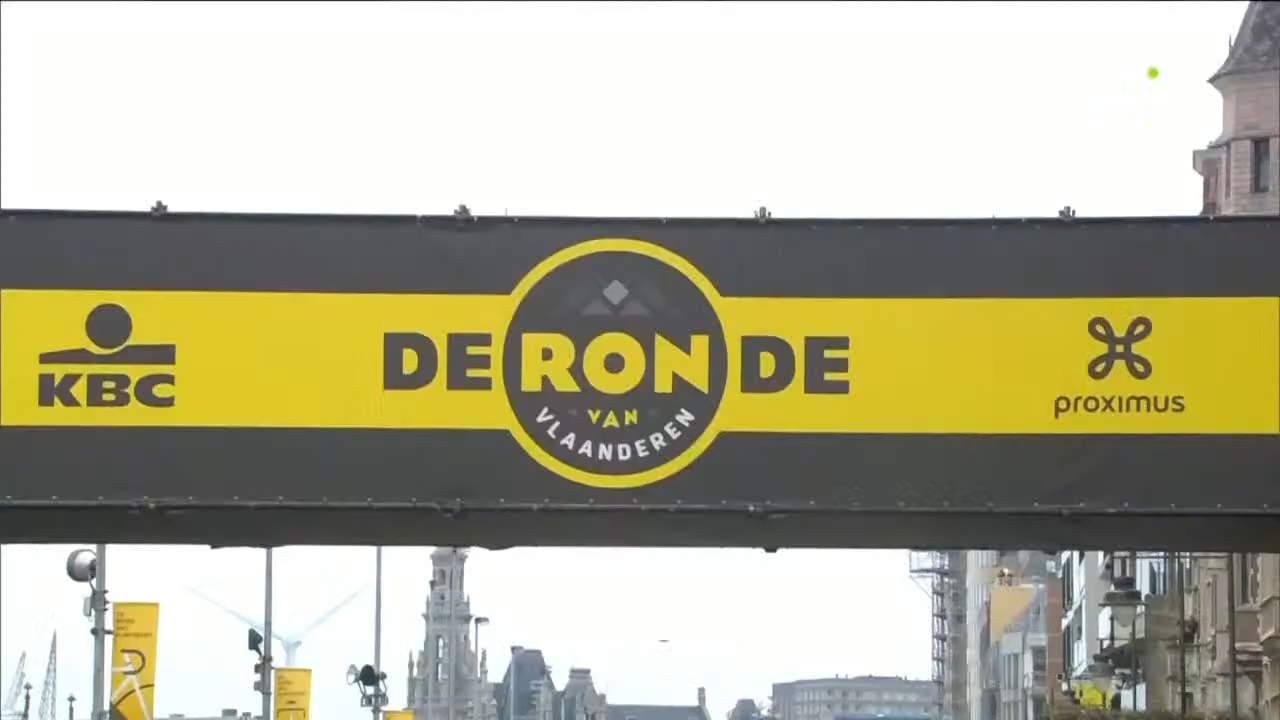 KBC
DE RON DE
VAN
VLAANDEREN
proximus